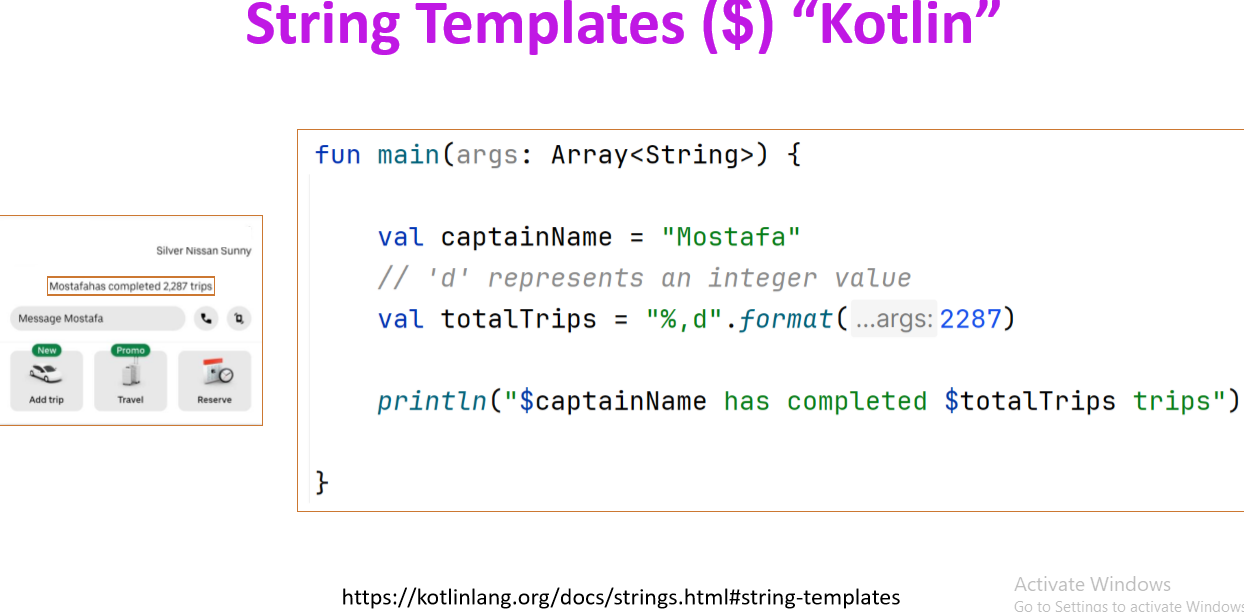 String Templates ($) “Kotlin”
Silver Nissan Sunny
Mostafahas completed 2,287 trips
Message Mostafa
New
Promo
Add trip
Travel
Reserve
fun main(args: Array<String>) {
val captainName = "Mostafa"
// 'd' represents an integer value
val totalTrips = "%,d".format( ...args: 2287)
println("$captainName has completed $totalTrips trips")
}
https://kotlinlang.org/docs/strings.html#string-templates
Activate Windows
Go to Settings to activate Windows